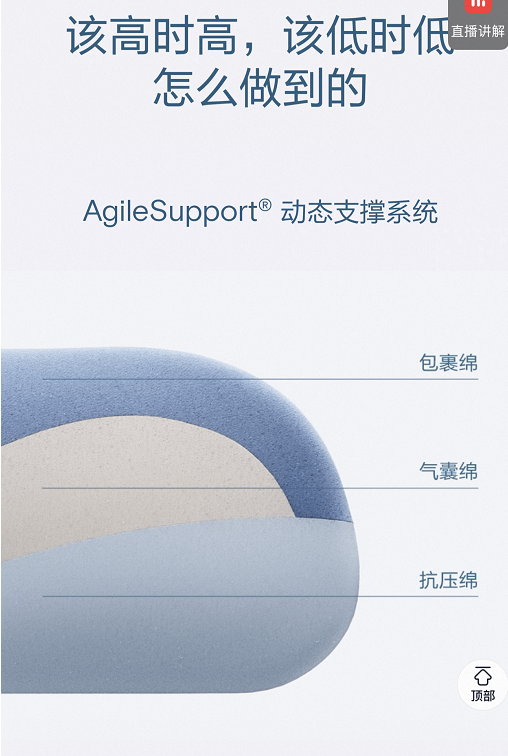 直播讲解
该高时高，该低时低
怎么做到的
AgileSupport® 动态支撑系统
包裹绵
气囊绵
抗压绵
顶部